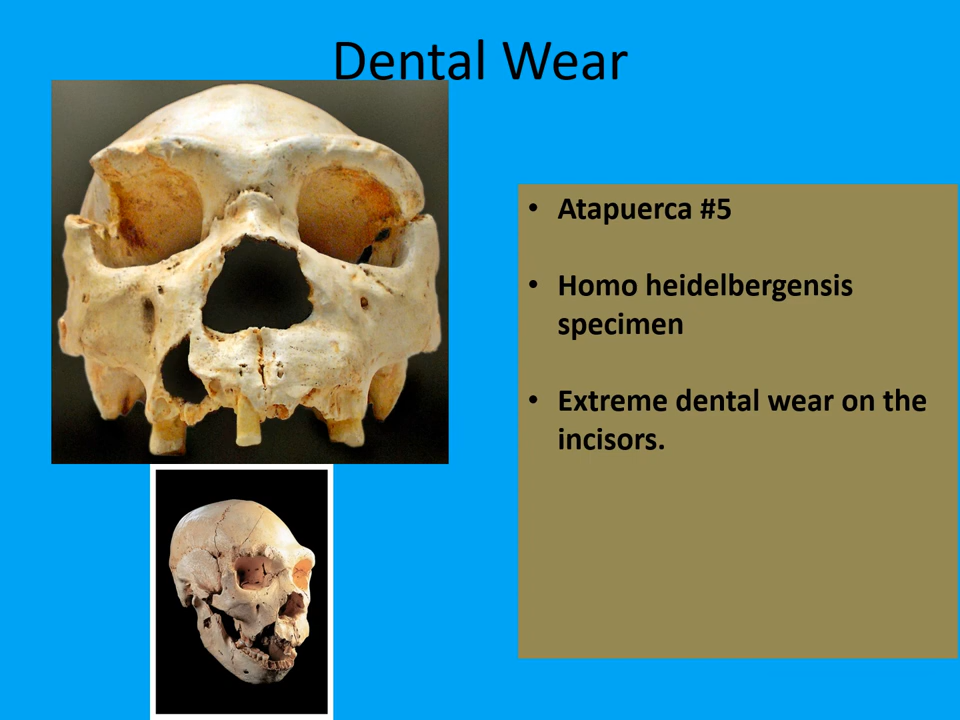 Dental Wear
• Atapuerca #5
• Homo heidelbergensis
specimen
• Extreme dental wear on the
incisors.